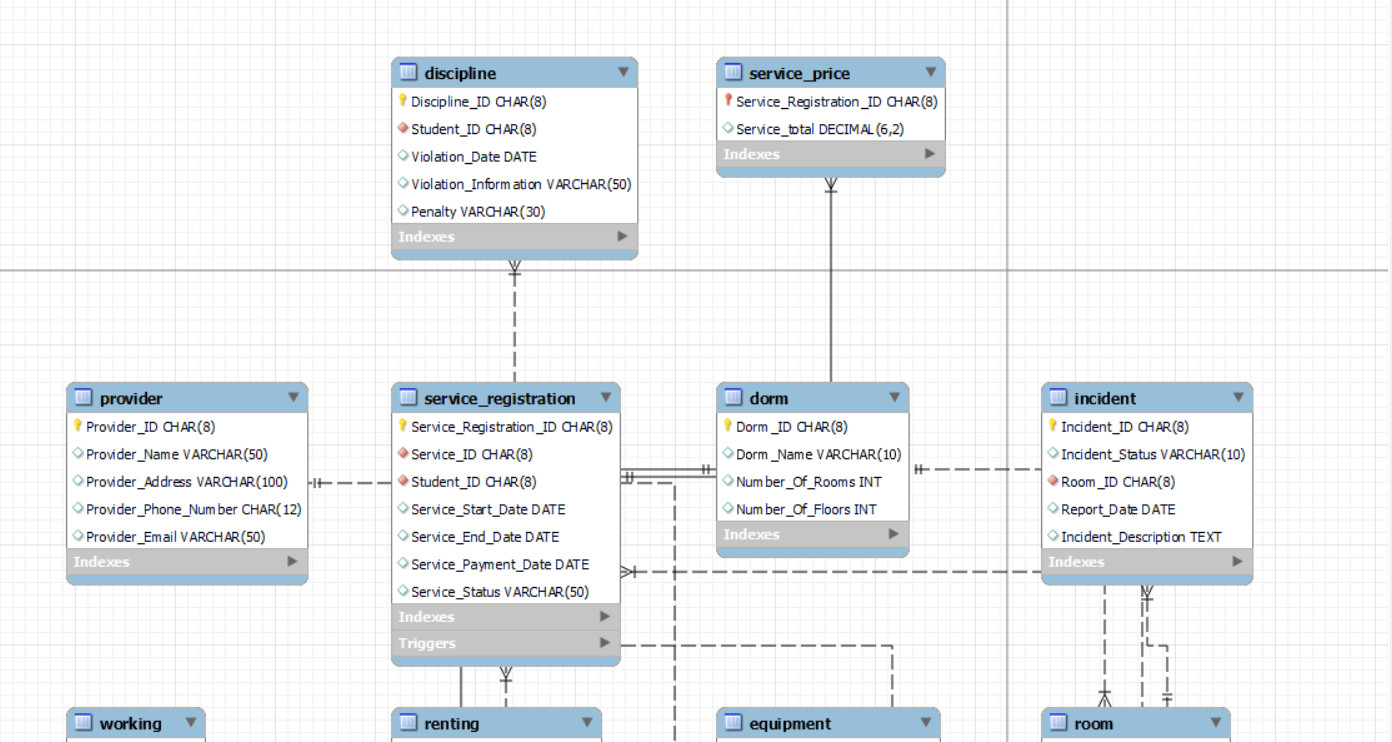 discipline
Discipline_ID CHAR(8)
Student_ID CHAR(8)
Violation_Date DATE
Violation_Information VARCHAR(50)
Penalty VARCHAR(30)
Indexes
service_price
Service_Registration_ID CHAR(8)
Service_total DECIMAL(6,2)
Indexes
provider
Provider_ID CHAR(8)
Provider_Name VARCHAR(50)
Provider_Address VARCHAR(100)
Provider_Phone_Number CHAR(12)
Provider_Email VARCHAR(50)
Indexes
service_registration
Service_Registration_ID CHAR(8)
Service_ID CHAR(8)
Student_ID CHAR(8)
Service_Start_Date DATE
Service_End_Date DATE
Service_Payment_Date DATE
Service_Status VARCHAR(50)
Indexes
Triggers
dorm
Dorm_ID CHAR(8)
Dorm_Name VARCHAR(10)
Number_Of_Rooms INT
Number_Of_Floors INT
Indexes
incident
Incident_ID CHAR(8)
Incident_Status VARCHAR(10)
Room_ID CHAR(8)
Report_Date DATE
Incident_Description TEXT
Indexes
working
renting
equipment
room